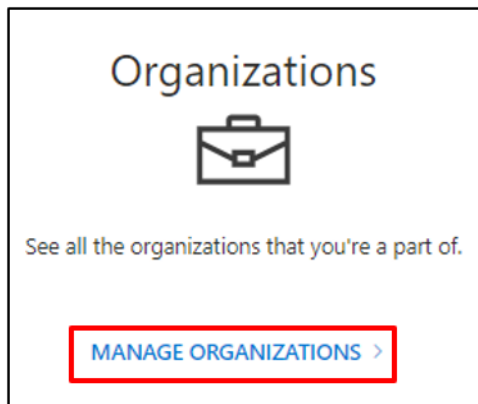 Organizations
See all the organizations that you're a part of.
MANAGE ORGANIZATIONS >